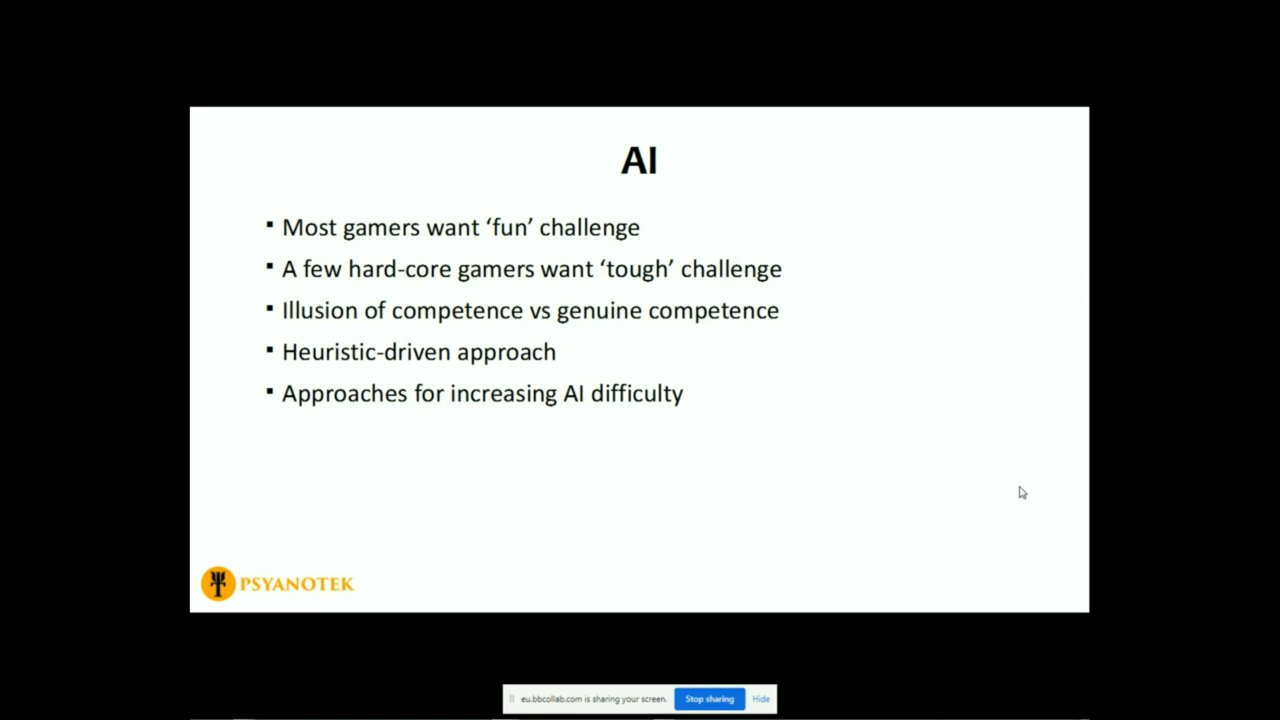 AI
▪ Most gamers want ‘fun’ challenge
▪ A few hard-core gamers want ‘tough’ challenge
▪ Illusion of competence vs genuine competence
▪ Heuristic-driven approach
▪ Approaches for increasing AI difficulty
PSYANOTEK
eu.bbcollab.com is sharing your screen. Stop sharing Hide